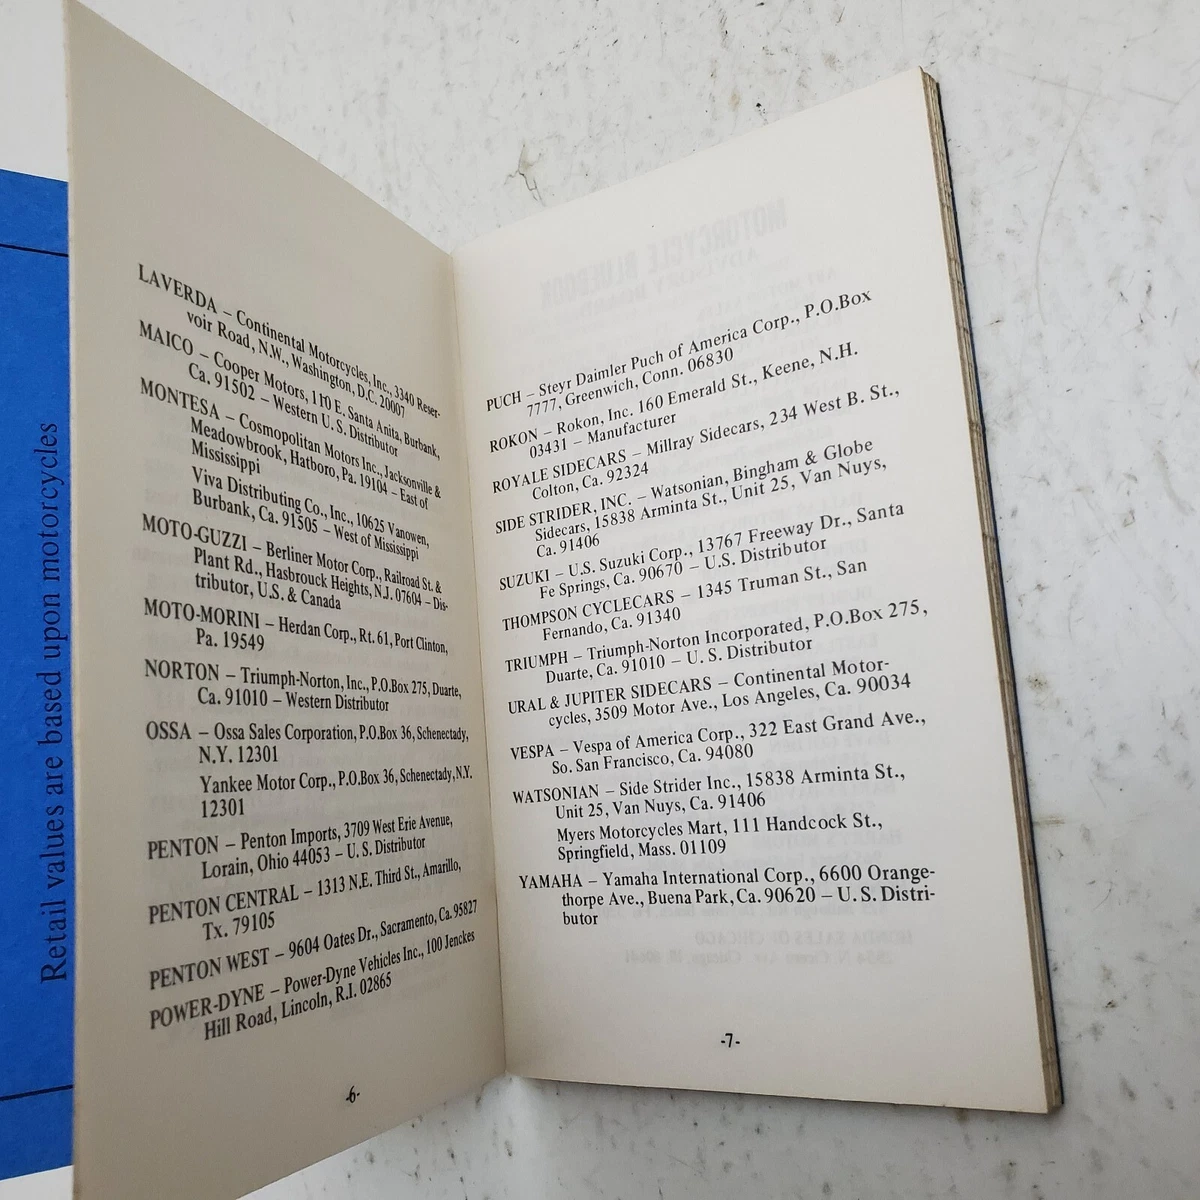 Retail values are based upon motorcycles
LAVERDA – Continental Motorcycles, Inc., 3340 Reser-
voir Road, N.W., Washington, D.C. 20007
MAICO – Cooper Motors, 110 E. Santa Anita, Burbank,
Ca. 91502 – Western U. S. Distributor
MONTESA – Cosmopolitan Motors Inc., Jacksonville &
Meadowbrook, Hatboro, Pa. 19104 – East of
Mississippi
Viva Distributing Co., Inc., 10625 Vanowen,
Burbank, Ca. 91505 – West of Mississippi
MOTO-GUZZI – Berliner Motor Corp., Railroad St. &
Plant Rd., Hasbrouck Heights, N.J. 07604 – Dis-
tributor, U.S. & Canada
MOTO-MORINI – Herdan Corp., Rt. 61, Port Clinton,
Pa. 19549
NORTON – Triumph-Norton, Inc., P.O.Box 275, Duarte,
Ca. 91010 – Western Distributor
OSSA – Ossa Sales Corporation, P.O.Box 36, Schenectady,
N.Y. 12301
Yankee Motor Corp., P.O.Box 36, Schenectady, N.Y.
12301
PENTON – Penton Imports, 3709 West Erie Avenue,
Lorain, Ohio 44053 – U. S. Distributor
PENTON CENTRAL – 1313 N.E. Third St., Amarillo,
Tx. 79105
PENTON WEST – 9604 Oates Dr., Sacramento, Ca. 95827
POWER-DYNE – Power-Dyne Vehicles Inc., 100 Jenckes
Hill Road, Lincoln, R.I. 02865
-6-
PUCH – Steyr Daimler Puch of America Corp., P.O.Box
7777, Greenwich, Conn. 06830
ROKON – Rokon, Inc. 160 Emerald St., Keene, N.H.
03431 – Manufacturer
ROYALE SIDECARS – Millray Sidecars, 234 West B. St.,
Colton, Ca. 92324
SIDE STRIDER, INC. – Watsonian, Bingham & Globe
Sidecars, 15838 Arminta St., Unit 25, Van Nuys,
Ca. 91406
SUZUKI – U.S. Suzuki Corp., 13767 Freeway Dr., Santa
Fe Springs, Ca. 90670 – U.S. Distributor
THOMPSON CYCLECARS – 1345 Truman St., San
Fernando, Ca. 91340
TRIUMPH – Triumph-Norton Incorporated, P.O.Box 275,
Duarte, Ca. 91010 – U. S. Distributor
URAL & JUPITER SIDECARS – Continental Motor-
cycles, 3509 Motor Ave., Los Angeles, Ca. 90034
VESPA – Vespa of America Corp., 322 East Grand Ave.,
So. San Francisco, Ca. 94080
WATSONIAN – Side Strider Inc., 15838 Arminta St.,
Unit 25, Van Nuys, Ca. 91406
Myers Motorcycles Mart, 111 Handcock St.,
Springfield, Mass. 01109
YAMAHA – Yamaha International Corp., 6600 Orange-
thorpe Ave., Buena Park, Ca. 90620 – U. S. Distri-
butor
-7-